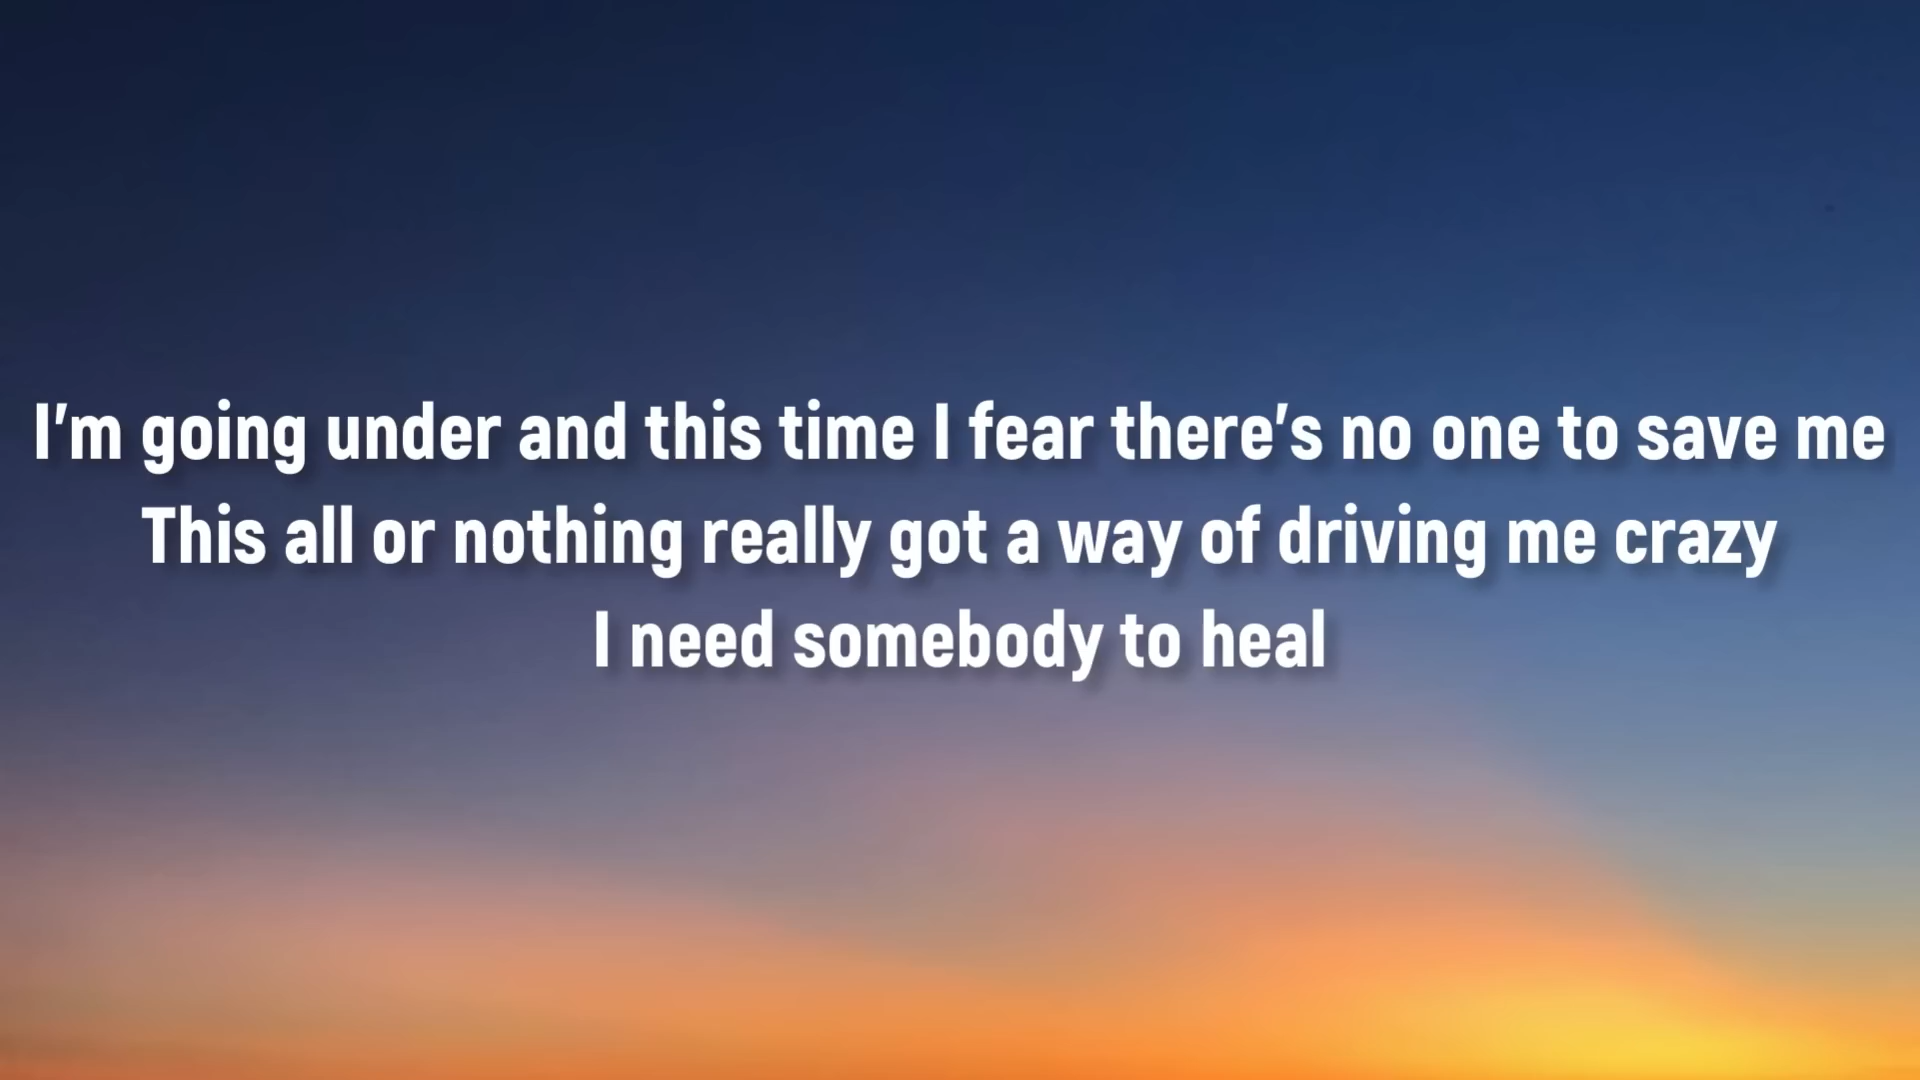 I'm going under and this time I fear there's no one to save me
This all or nothing really got a way of driving me crazy
I need somebody to heal